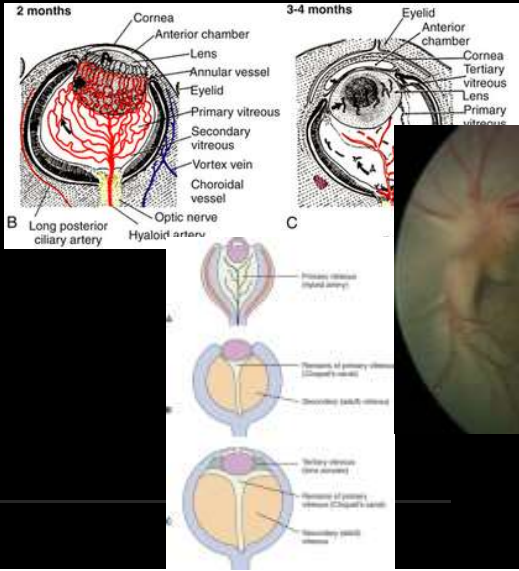 2 months
Cornea
Anterior chamber
Lens
Annular vessel
Eyelid
Primary vitreous
Secondary
vitreous
Vortex vein
Choroidal
vessel
Optic nerve
Hyaloid artery
Long posterior
ciliary artery
B
3-4 months
Eyelid
Anterior
chamber
Cornea
Tertiary
vitreous
Lens
Primary
vitreous
C
Primary vitreous
(hyaloid artery)
A
Remains of primary vitreous
(Cloquet's canal)
Secondary (adult) vitreous
B
Tertiary vitreous
Remains of primary
vitreous (Cloquet's canal)
Secondary (adult)
vitreous
C